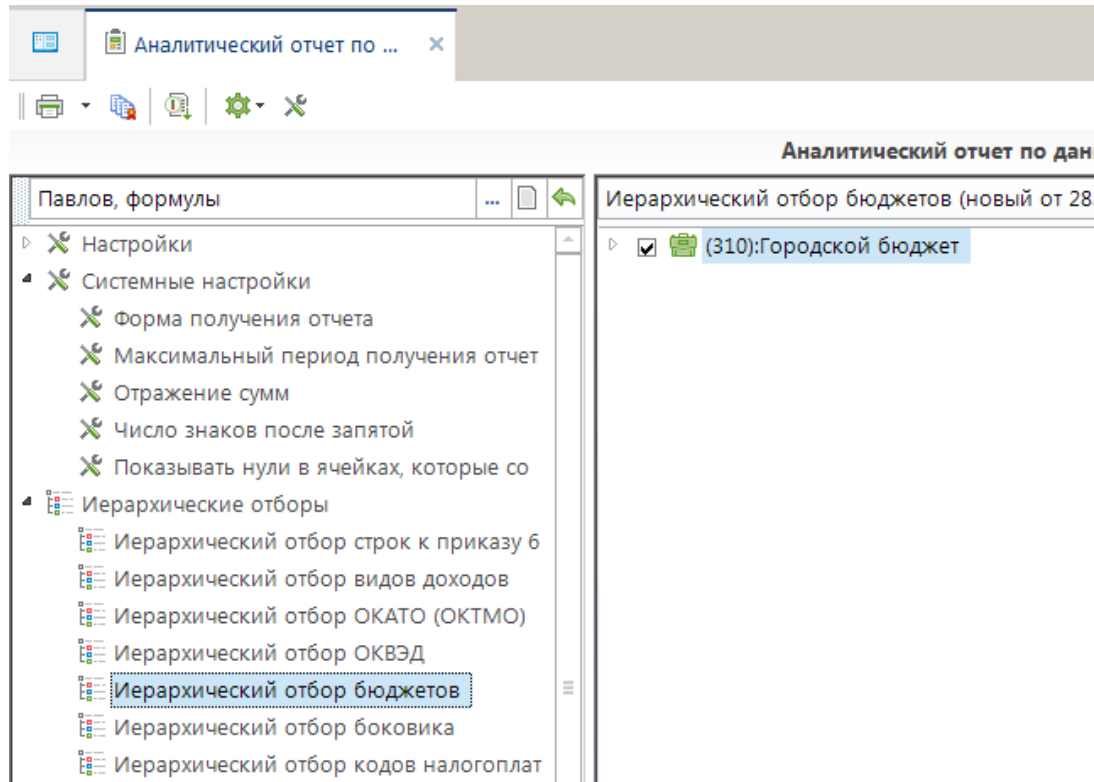 Аналитический отчет по ...
Аналитический отчет по дан
Павлов, формулы
...
Настройки
Системные настройки
Форма получения отчета
Максимальный период получения отчет
Отражение сумм
Число знаков после запятой
Показывать нули в ячейках, которые со
Иерархические отборы
Иерархический отбор строк к приказу 6
Иерархический отбор видов доходов
Иерархический отбор ОКАТО (ОКТМО)
Иерархический отбор ОКВЭД
Иерархический отбор бюджетов
Иерархический отбор боковика
Иерархический отбор кодов налогоплат
Иерархический отбор бюджетов (новый от 28
(310):Городской бюджет